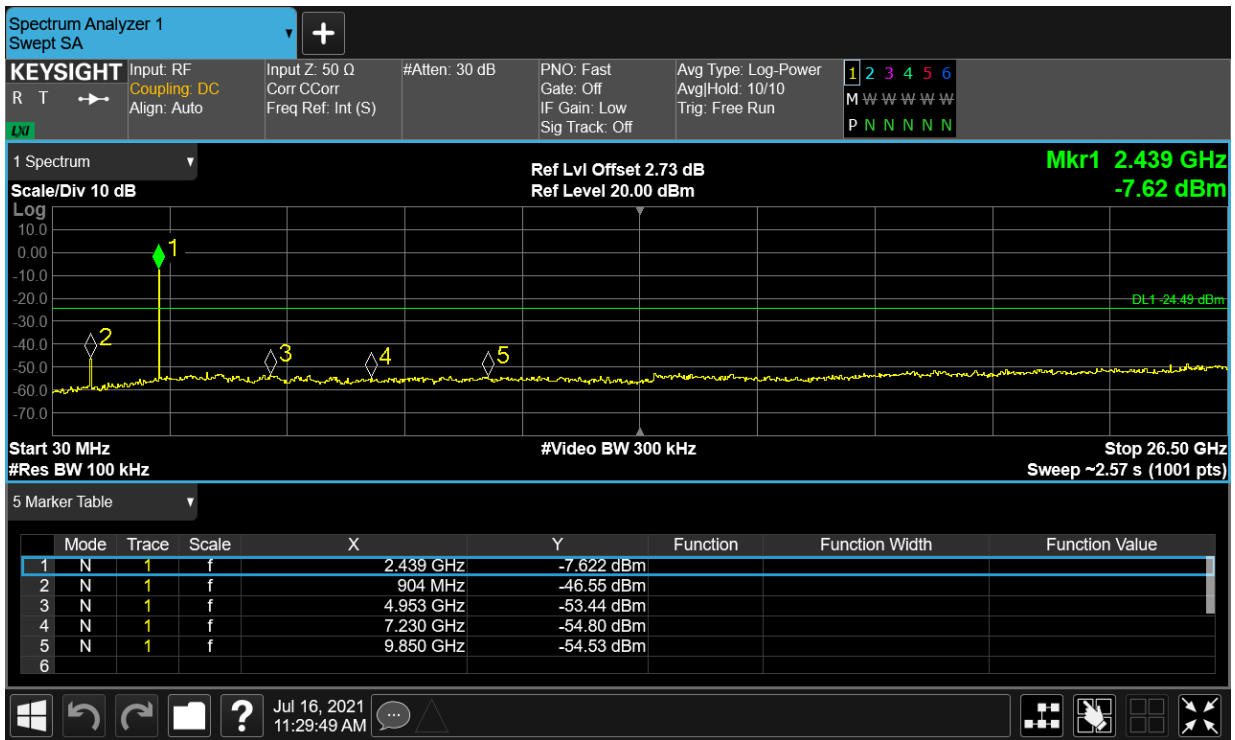 Spectrum Analyzer 1
Swept SA
KEYSIGHT
R T
LXI
Input: RF
Coupling: DC
Align: Auto
Input Z: 50 Ω
Corr CCorr
Freq Ref: Int (S)
#Atten: 30 dB
PNO: Fast
Gate: Off
IF Gain: Low
Sig Track: Off
Avg Type: Log-Power
Avg|Hold: 10/10
Trig: Free Run
1 2 3 4 5 6
M W W W W W
P N N N N N
1 Spectrum
Scale/Div 10 dB
Ref Lvl Offset 2.73 dB
Ref Level 20.00 dBm
Mkr1 2.439 GHz
-7.62 dBm
Log
10.0
0.00
-10.0
-20.0
-30.0
-40.0
-50.0
-60.0
-70.0
1
2
3
4
5
DL1 -24.49 dBm
Start 30 MHz
#Res BW 100 kHz
#Video BW 300 kHz
Stop 26.50 GHz
Sweep ~2.57 s (1001 pts)
5 Marker Table
Mode Trace Scale X Y Function Function Width Function Value
1 N 1 f 2.439 GHz -7.622 dBm
2 N 1 f 904 MHz -46.55 dBm
3 N 1 f 4.953 GHz -53.44 dBm
4 N 1 f 7.230 GHz -54.80 dBm
5 N 1 f 9.850 GHz -54.53 dBm
6
?
Jul 16, 2021
11:29:49 AM